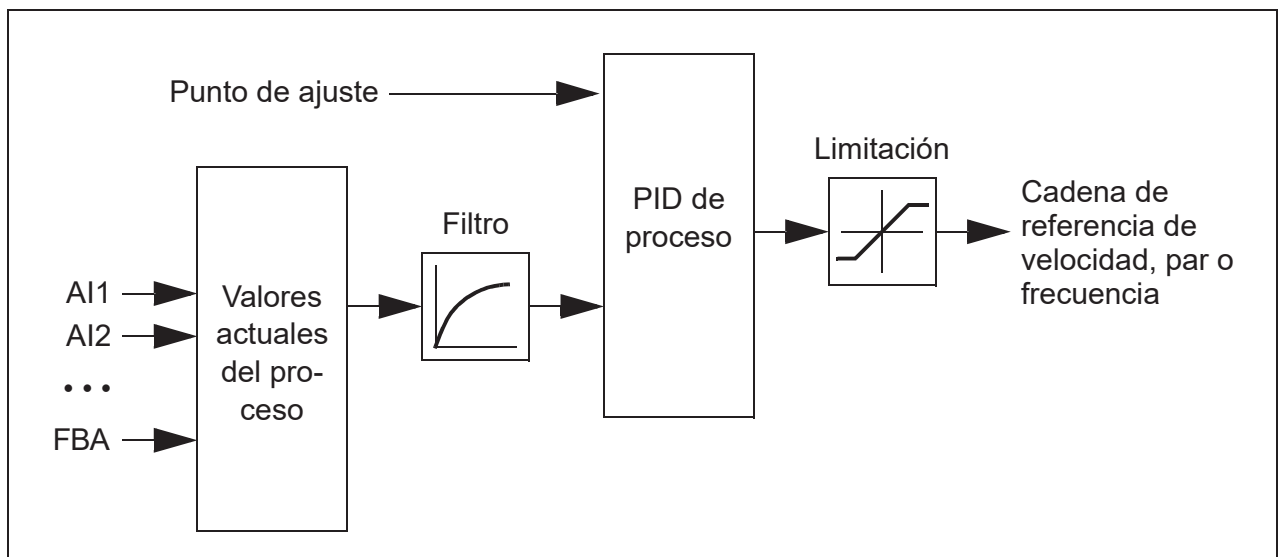 Punto de ajuste
Limitación
PID de
proceso
Cadena de
referencia de
velocidad, par o
frecuencia
Filtro
AI1
AI2
• • •
FBA
Valores
actuales
del pro-
ceso